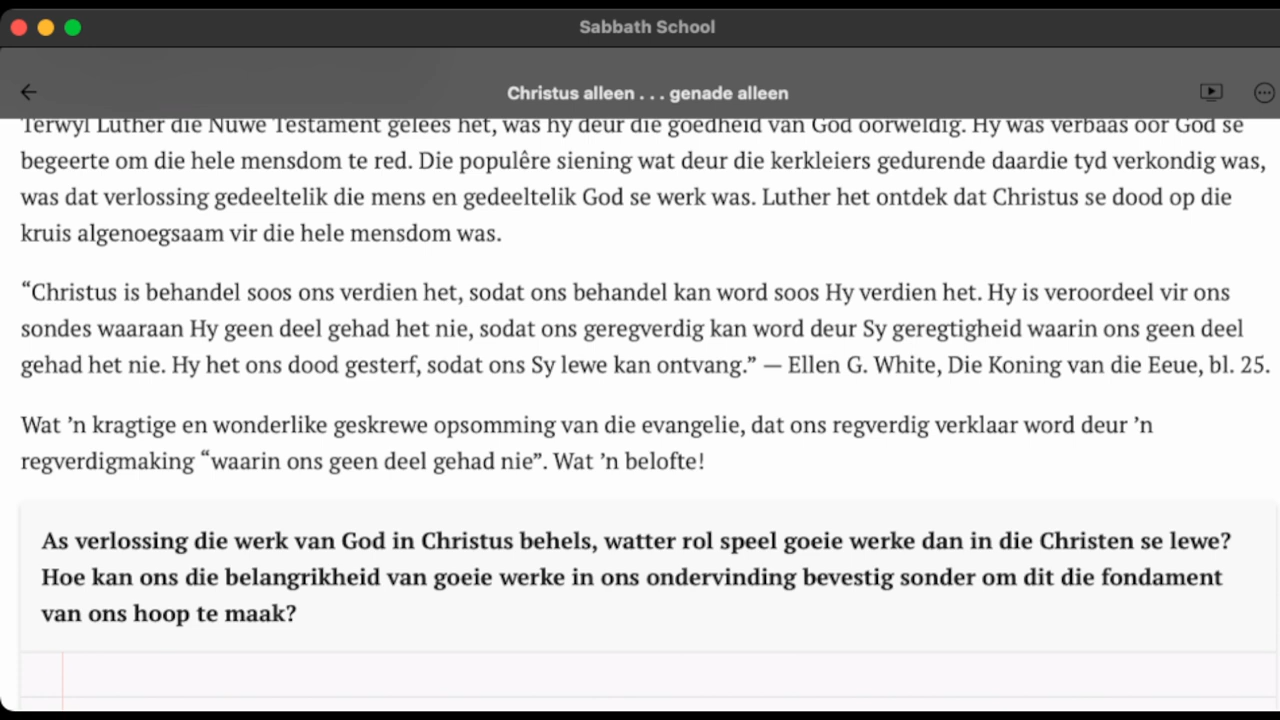 Sabbath School
Christus alleen . . . genade alleen
Terwyl Luther die Nuwe Testament gelees het, was hy deur die goedheid van God oorweldig. Hy was verbaas oor God se
begeerte om die hele mensdom te red. Die populêre siening wat deur die kerkleiers gedurende daardie tyd verkondig was,
was dat verlossing gedeeltelik die mens en gedeeltelik God se werk was. Luther het ontdek dat Christus se dood op die
kruis algenoegsaam vir die hele mensdom was.
“Christus is behandel soos ons verdien het, sodat ons behandel kan word soos Hy verdien het. Hy is veroordeel vir ons
sondes waaraan Hy geen deel gehad het nie, sodat ons geregverdig kan word deur Sy geregtigheid waarin ons geen deel
gehad het nie. Hy het ons dood gesterf, sodat ons Sy lewe kan ontvang.” — Ellen G. White, Die Koning van die Eeue, bl. 25.
Wat ’n kragtige en wonderlike geskrewe opsomming van die evangelie, dat ons regverdig verklaar word deur ’n
regverdigmaking “waarin ons geen deel gehad nie”. Wat ’n belofte!
As verlossing die werk van God in Christus behels, watter rol speel goeie werke dan in die Christen se lewe?
Hoe kan ons die belangrikheid van goeie werke in ons ondervinding bevestig sonder om dit die fondament
van ons hoop te maak?